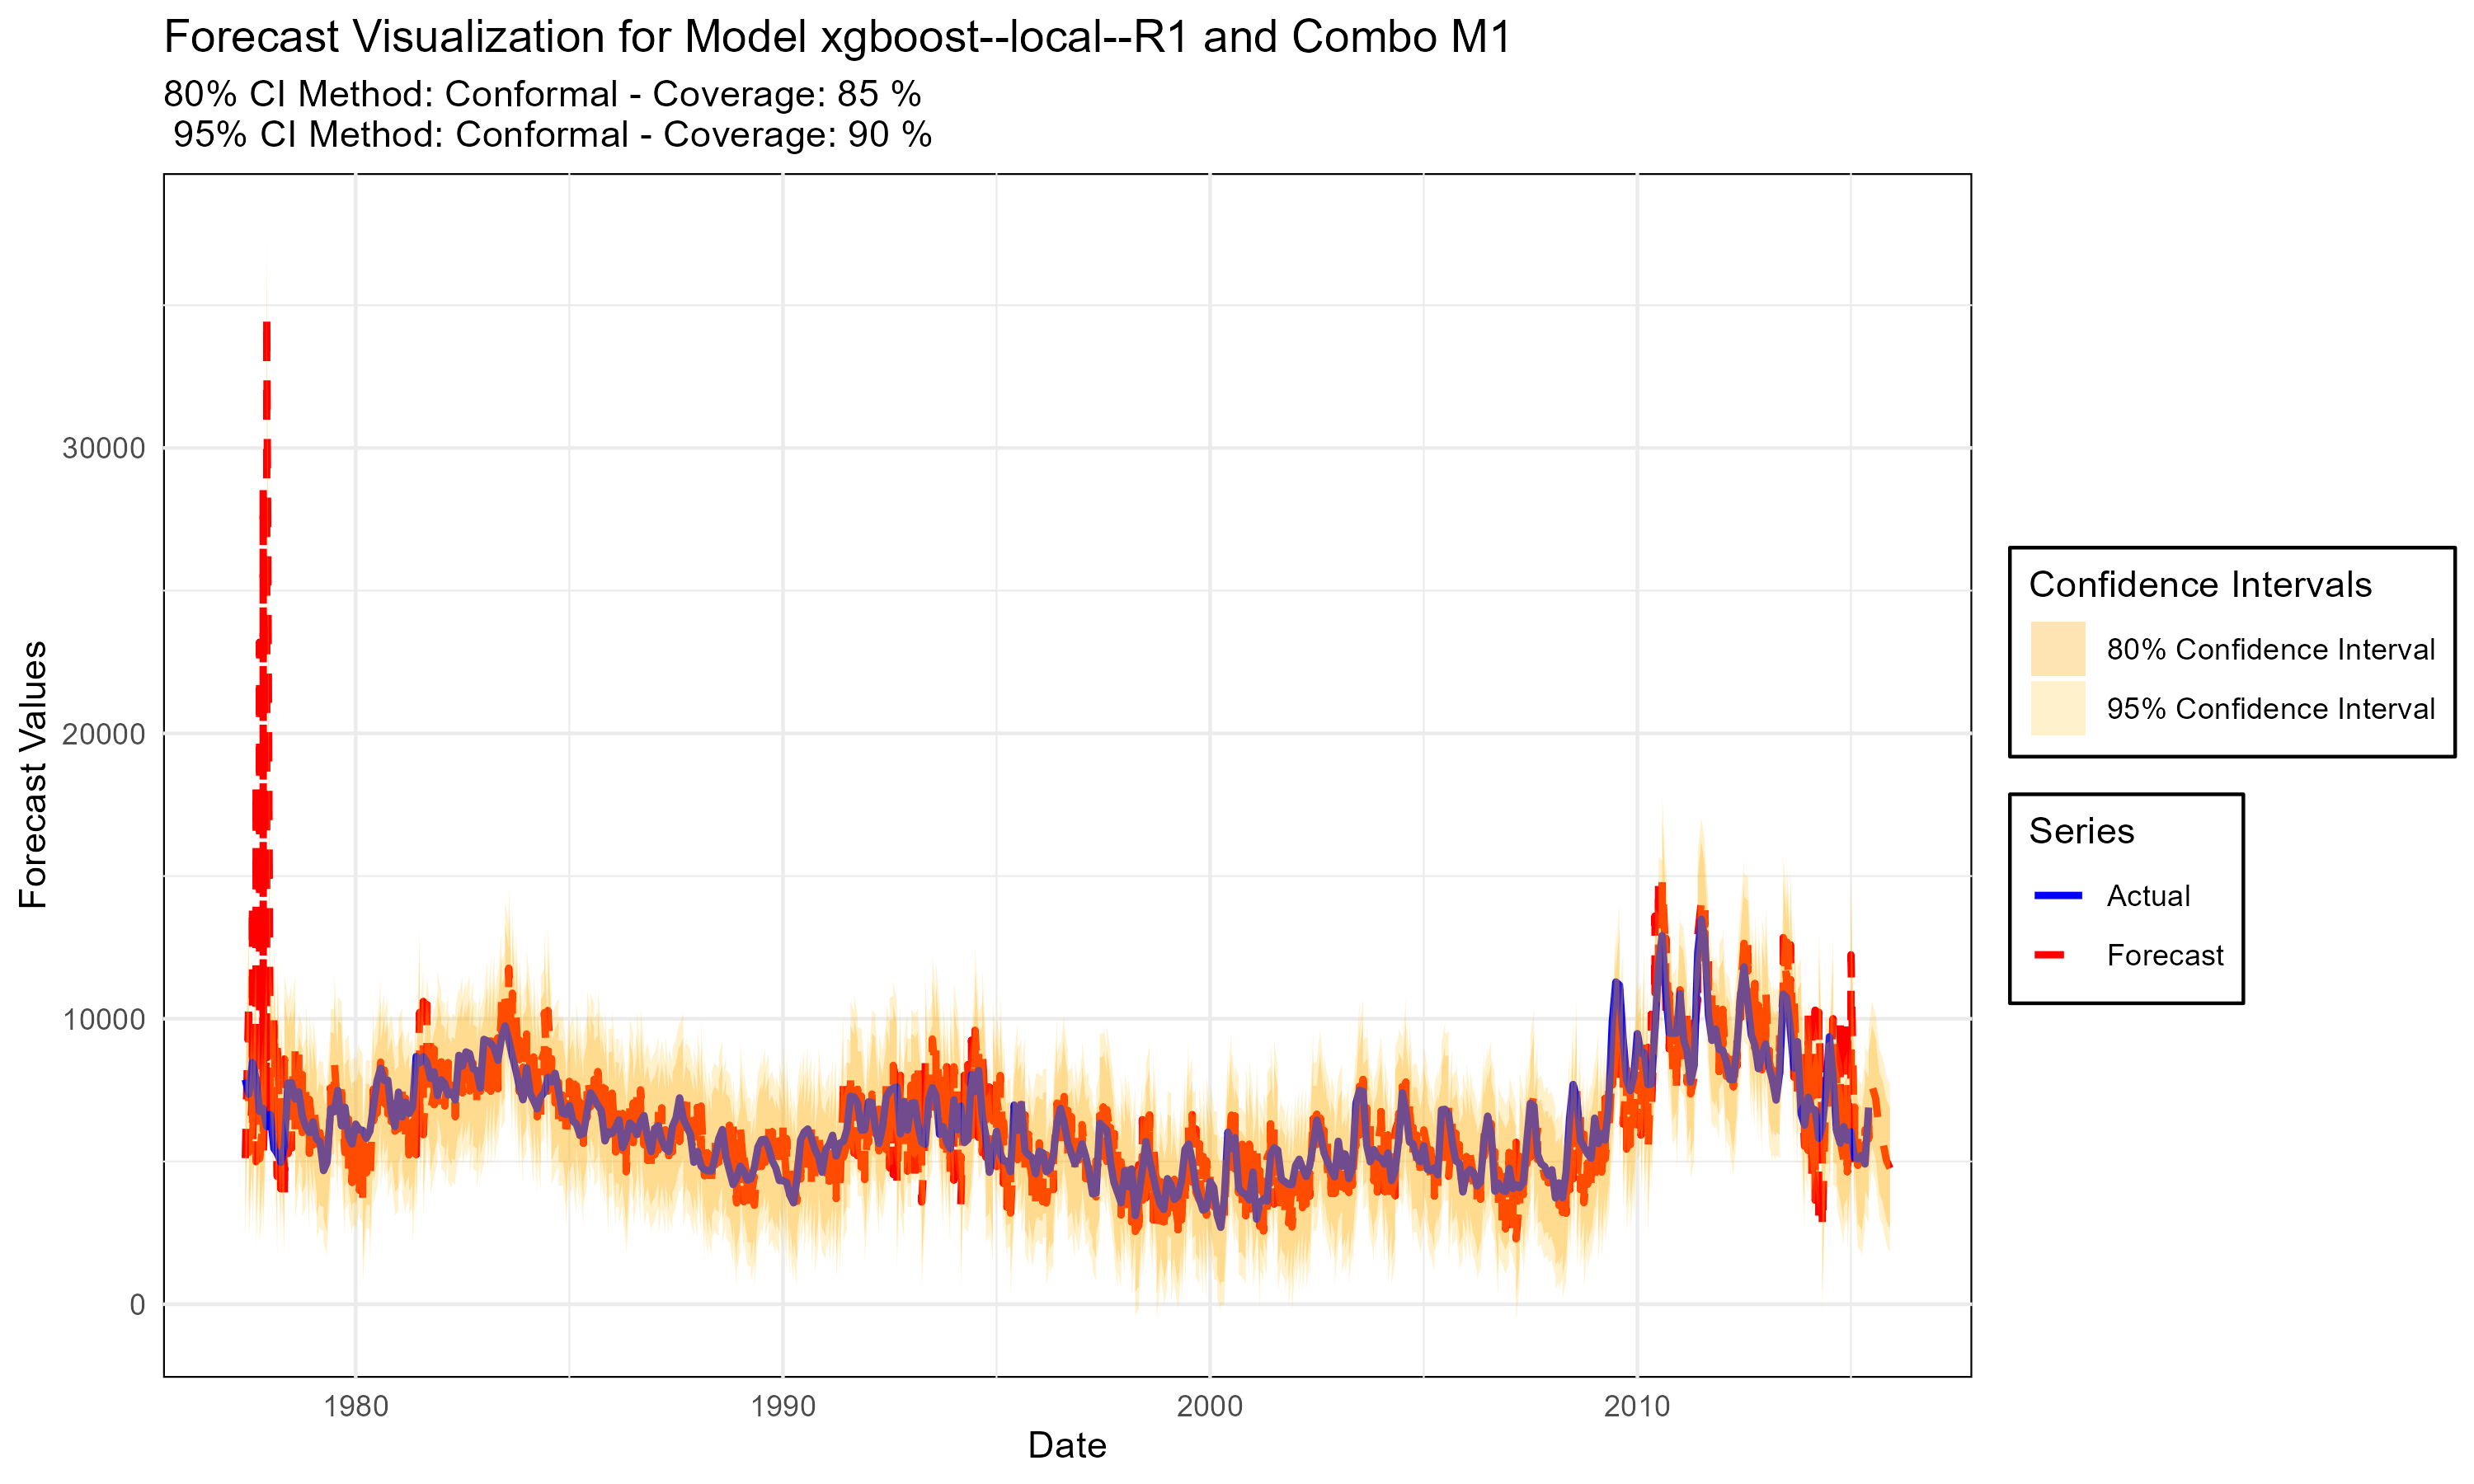 Forecast Visualization for Model xgboost--local--R1 and Combo M1
80% CI Method: Conformal - Coverage: 85 %
95% CI Method: Conformal - Coverage: 90 %
Forecast Values
30000
20000
10000
0
1980
1990
2000
2010
Date
Confidence Intervals
80% Confidence Interval
95% Confidence Interval
Series
Actual
Forecast